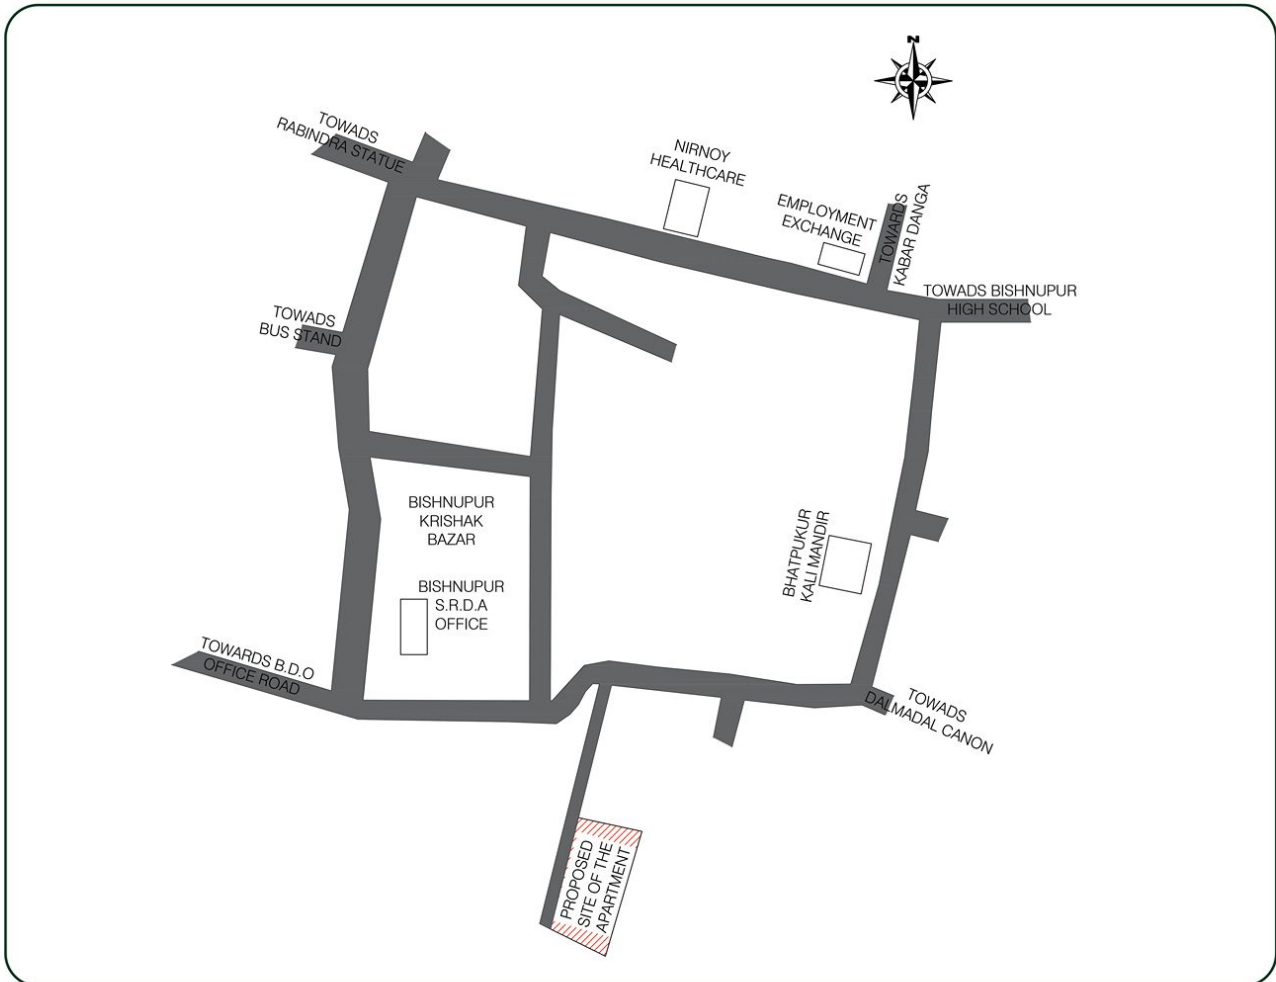 N
TOWADS
RABINDRA STATUE
NIRNOY
HEALTHCARE
EMPLOYMENT
EXCHANGE
TOWARDS
KABAR DANGA
TOWADS BISHNUPUR
HIGH SCHOOL
TOWADS
BUS STAND
BISHNUPUR
KRISHAK
BAZAR
BHATPUKUR
KALI MANDIR
BISHNUPUR
S.R.D.A
OFFICE
TOWARDS B.D.O
OFFICE ROAD
TOWADS
DALMADAL CANON
PROPOSED
SITE OF THE
APARTMENT